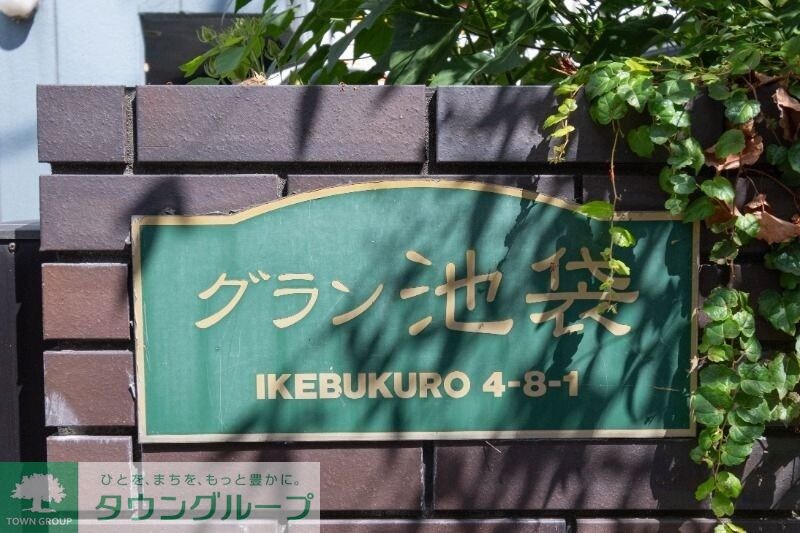 グラン池袋
IKEBUKURO 4-8-1
ひとを、まちを、もっと豊かに。
タウングループ
TOWN GROUP